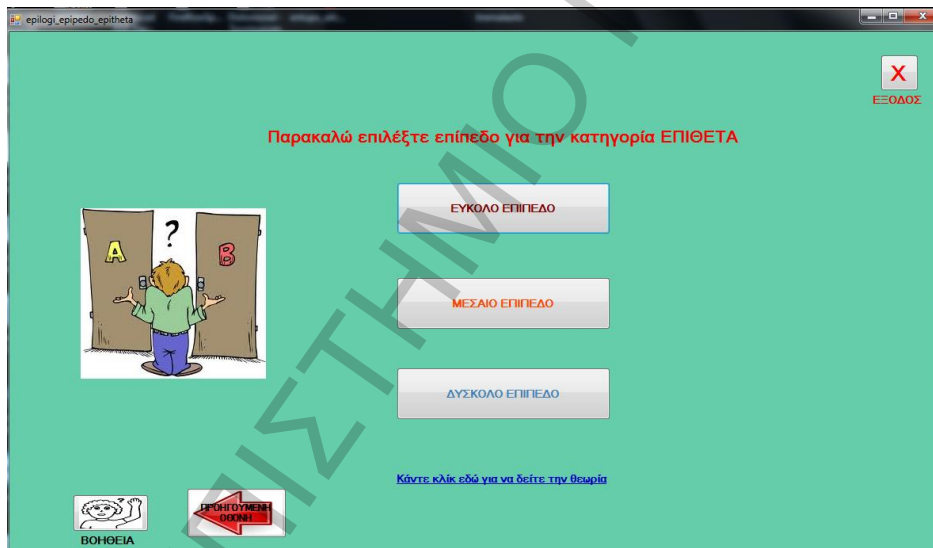 epilogi_epipedo_epitheta
X
ΕΞΟΔΟΣ
Παρακαλώ επιλέξτε επίπεδο για την κατηγορία ΕΠΙΘΕΤΑ
ΕΥΚΟΛΟ ΕΠΙΠΕΔΟ
?
A
B
ΜΕΣΑΙΟ ΕΠΙΠΕΔΟ
ΔΥΣΚΟΛΟ ΕΠΙΠΕΔΟ
Κάντε κλίκ εδώ για να δείτε την θεωρία
ΠΡΟΗΓΟΥΜΕΝΗ
ΟΘΟΝΗ
ΒΟΗΘΕΙΑ